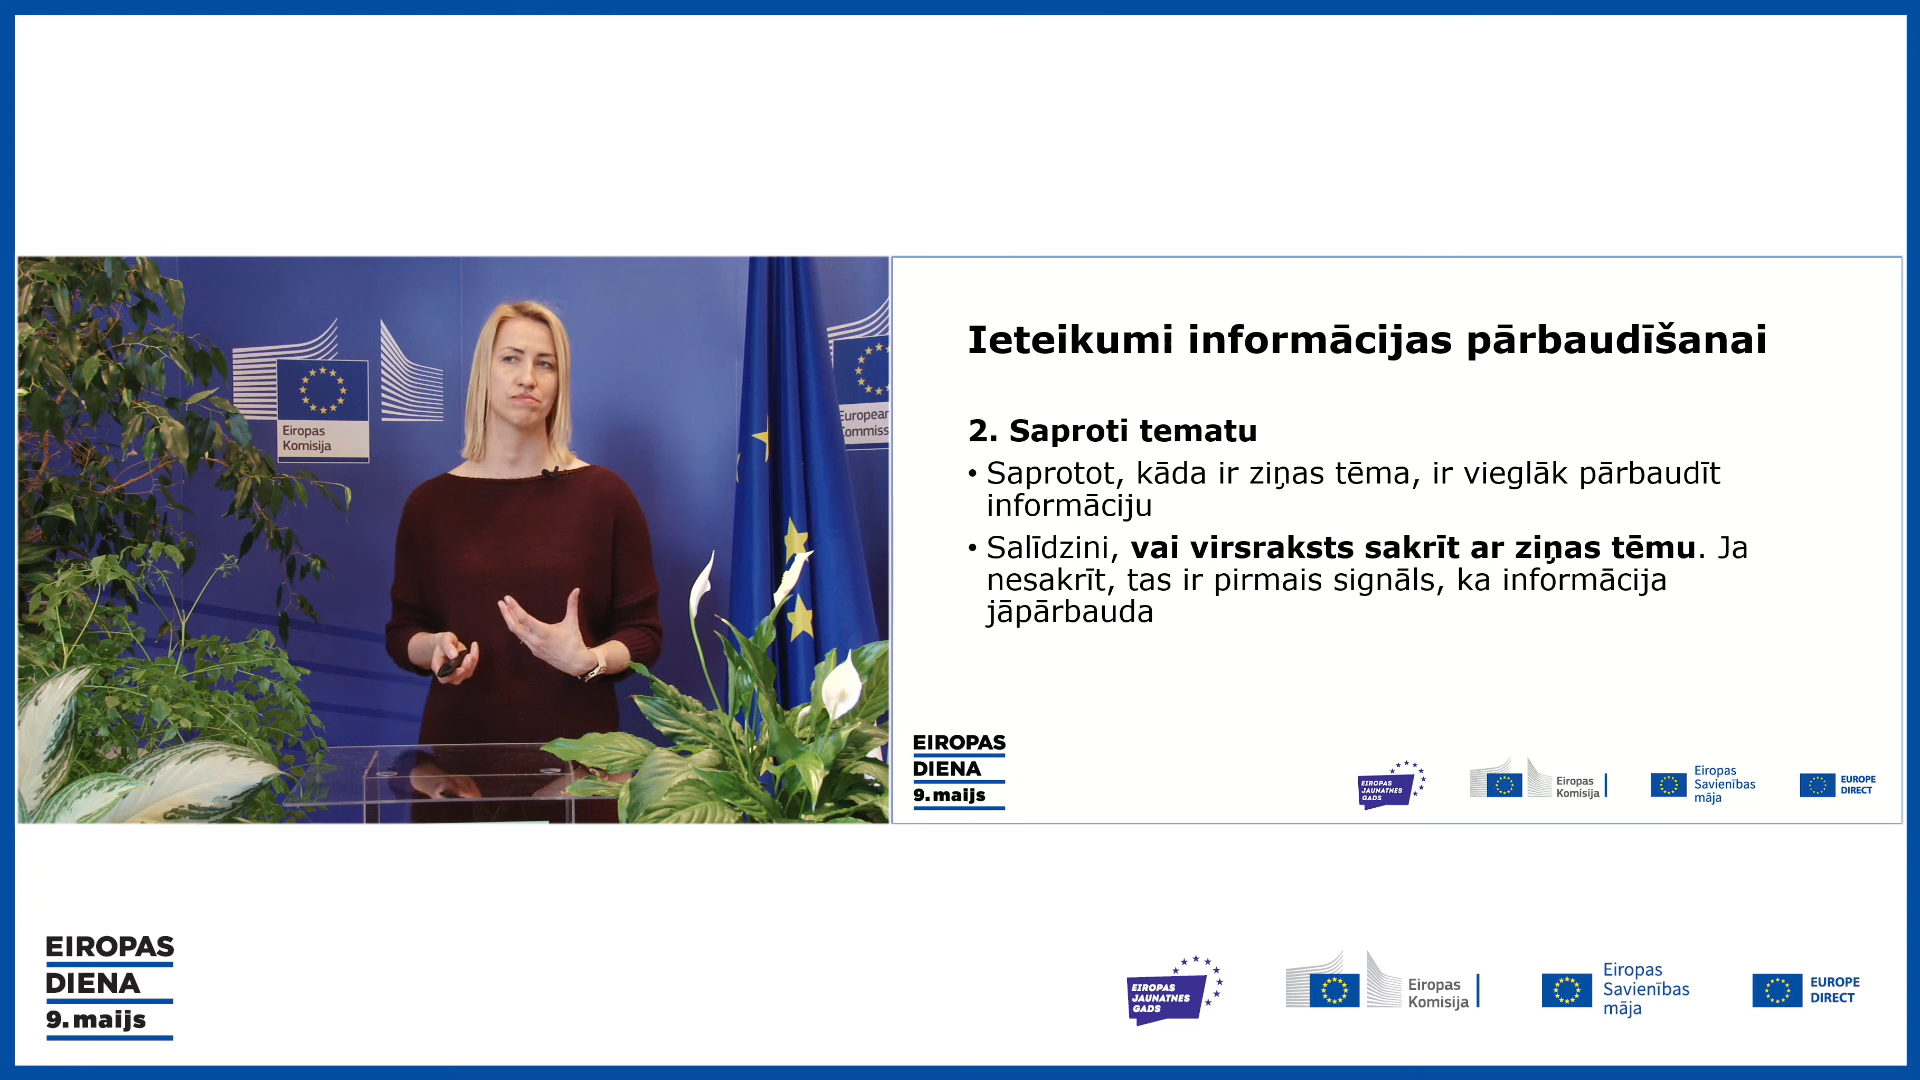 Eiropas
Komisija
European
Commiss
Ieteikumi informācijas pārbaudīšanai
2. Saproti tematu
• Saprotot, kāda ir ziņas tēma, ir vieglāk pārbaudīt
informāciju
• Salīdzini, vai virsraksts sakrīt ar ziņas tēmu. Ja
nesakrīt, tas ir pirmais signāls, ka informācija
jāpārbauda
EIROPAS
DIENA
9. maijs
EIROPAS
JAUNATNES
GADS
Eiropas
Komisija
Eiropas
Savienības
māja
EUROPE
DIRECT
EIROPAS
DIENA
9. maijs
EIROPAS
JAUNATNES
GADS
Eiropas
Komisija
Eiropas
Savienības
māja
EUROPE
DIRECT